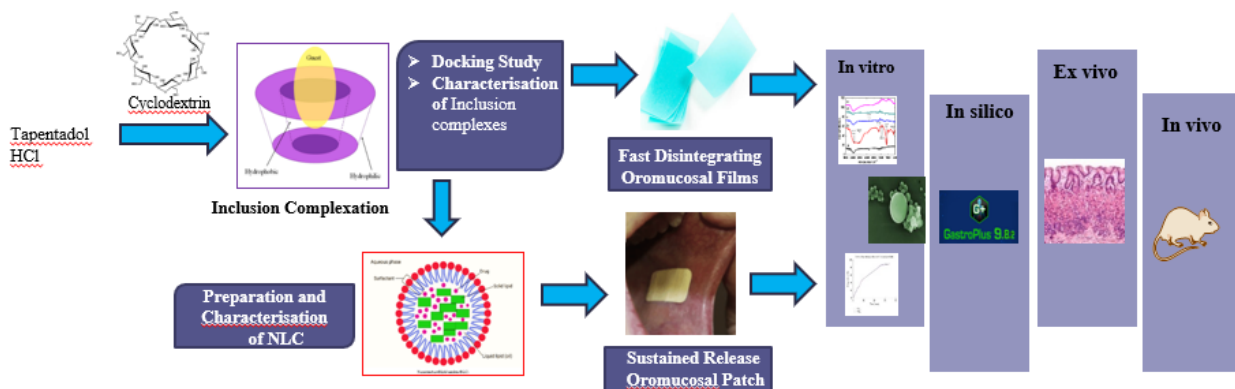 Cyclodextrin
Tapentadol
HCl
Guest
Hydrophobic
Hydrophilic
Inclusion Complexation
➢ Docking Study
➢ Characterisation
of Inclusion
complexes
Fast Disintegrating
Oromucosal Films
Preparation and
Characterisation
of NLC
Aqueous phase
Surfactant
Drug
Solid lipid
Liquid lipid (oil)
Sustained Release
Oromucosal Patch
In vitro
In silico
G+
GastroPlus 9.8.2
Ex vivo
In vivo